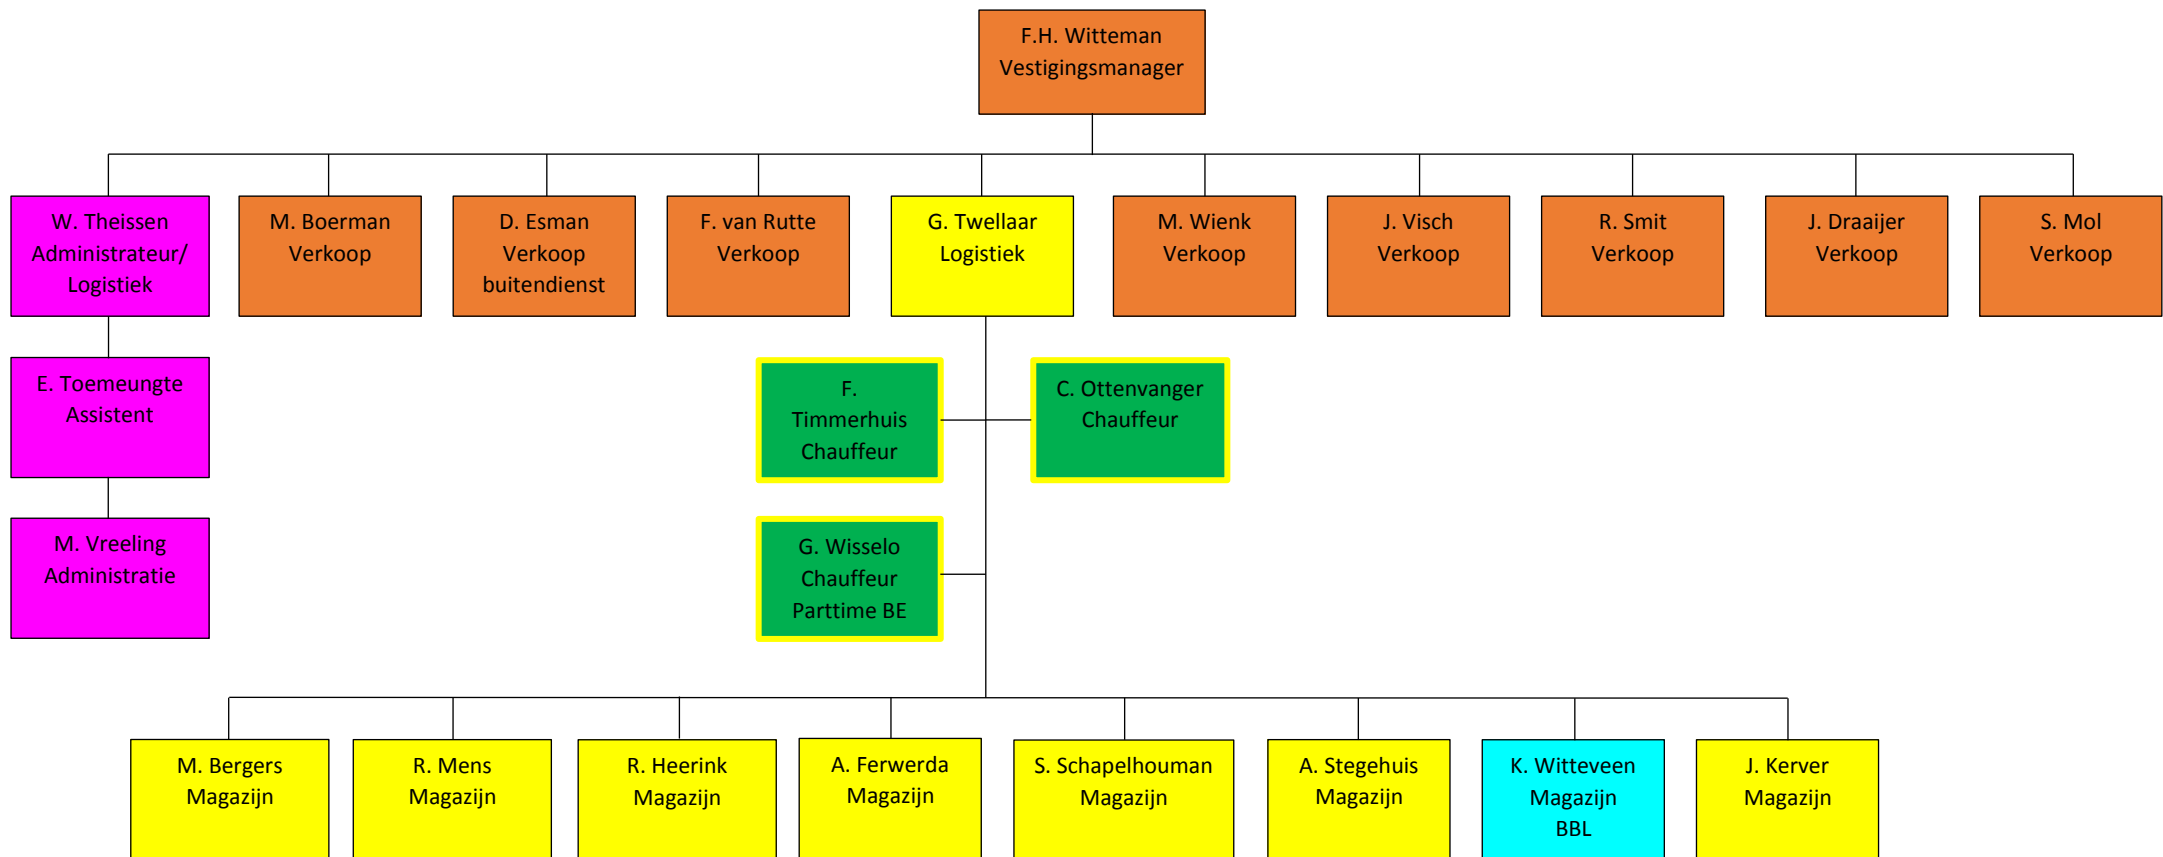 F.H. Witteman
Vestigingsmanager
W. Theissen
Administrateur/
Logistiek
M. Boerman
Verkoop
D. Esman
Verkoop
buitendienst
F. van Rutte
Verkoop
G. Twellaar
Logistiek
M. Wienk
Verkoop
J. Visch
Verkoop
R. Smit
Verkoop
J. Draaijer
Verkoop
S. Mol
Verkoop
E. Toemeungte
Assistent
F.
Timmerhuis
Chauffeur
C. Ottenvanger
Chauffeur
M. Vreeling
Administratie
G. Wisselo
Chauffeur
Parttime BE
M. Bergers
Magazijn
R. Mens
Magazijn
R. Heerink
Magazijn
A. Ferwerda
Magazijn
S. Schapelhouman
Magazijn
A. Stegehuis
Magazijn
K. Witteveen
Magazijn
BBL
J. Kerver
Magazijn